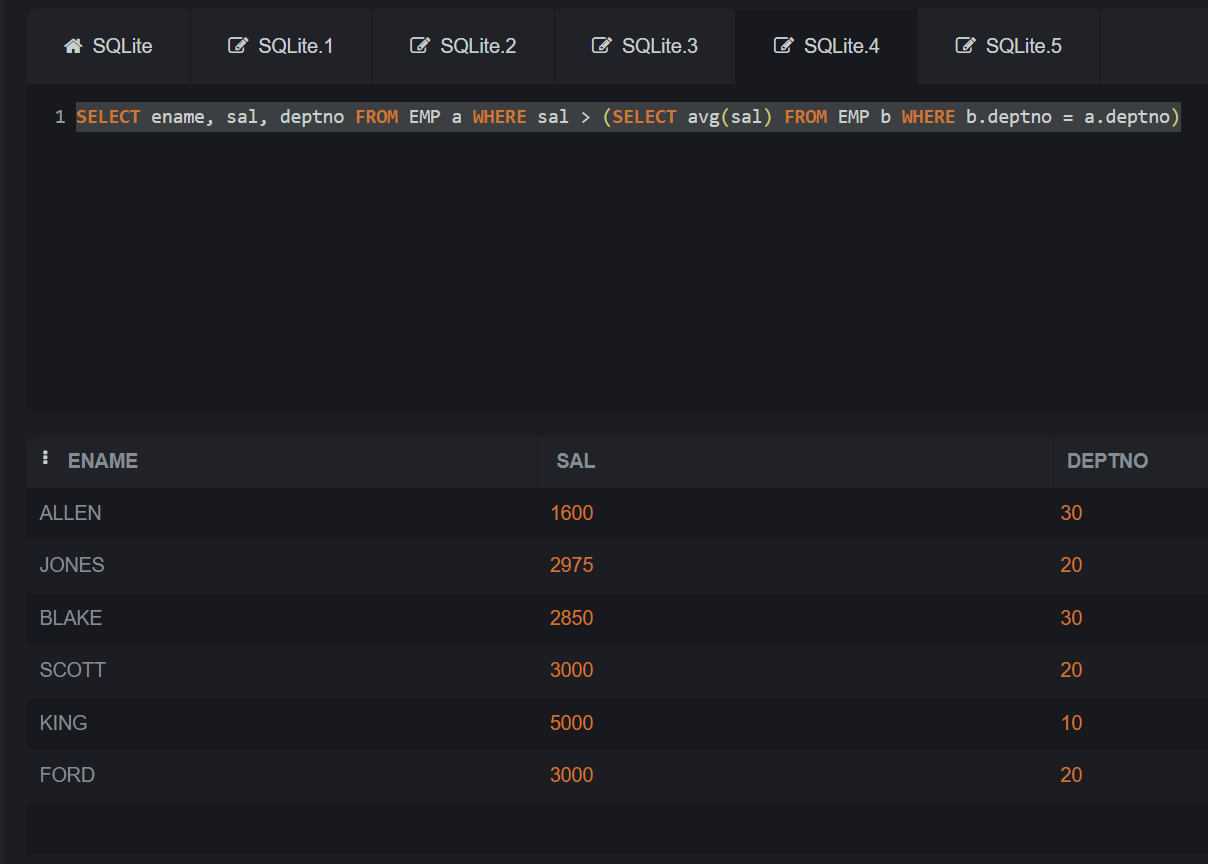 SQLite SQLite.1 SQLite.2 SQLite.3 SQLite.4 SQLite.5
1 SELECT ename, sal, deptno FROM EMP a WHERE sal > (SELECT avg(sal) FROM EMP b WHERE b.deptno = a.deptno)
ENAME SAL DEPTNO
ALLEN 1600 30
JONES 2975 20
BLAKE 2850 30
SCOTT 3000 20
KING 5000 10
FORD 3000 20